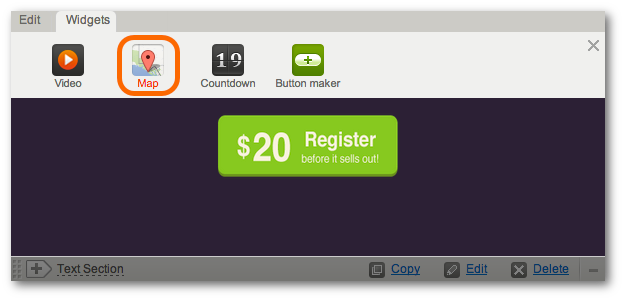 Edit Widgets
Video Map Countdown Button maker
19
$20 Register
before it sells out!
Text Section Copy Edit Delete